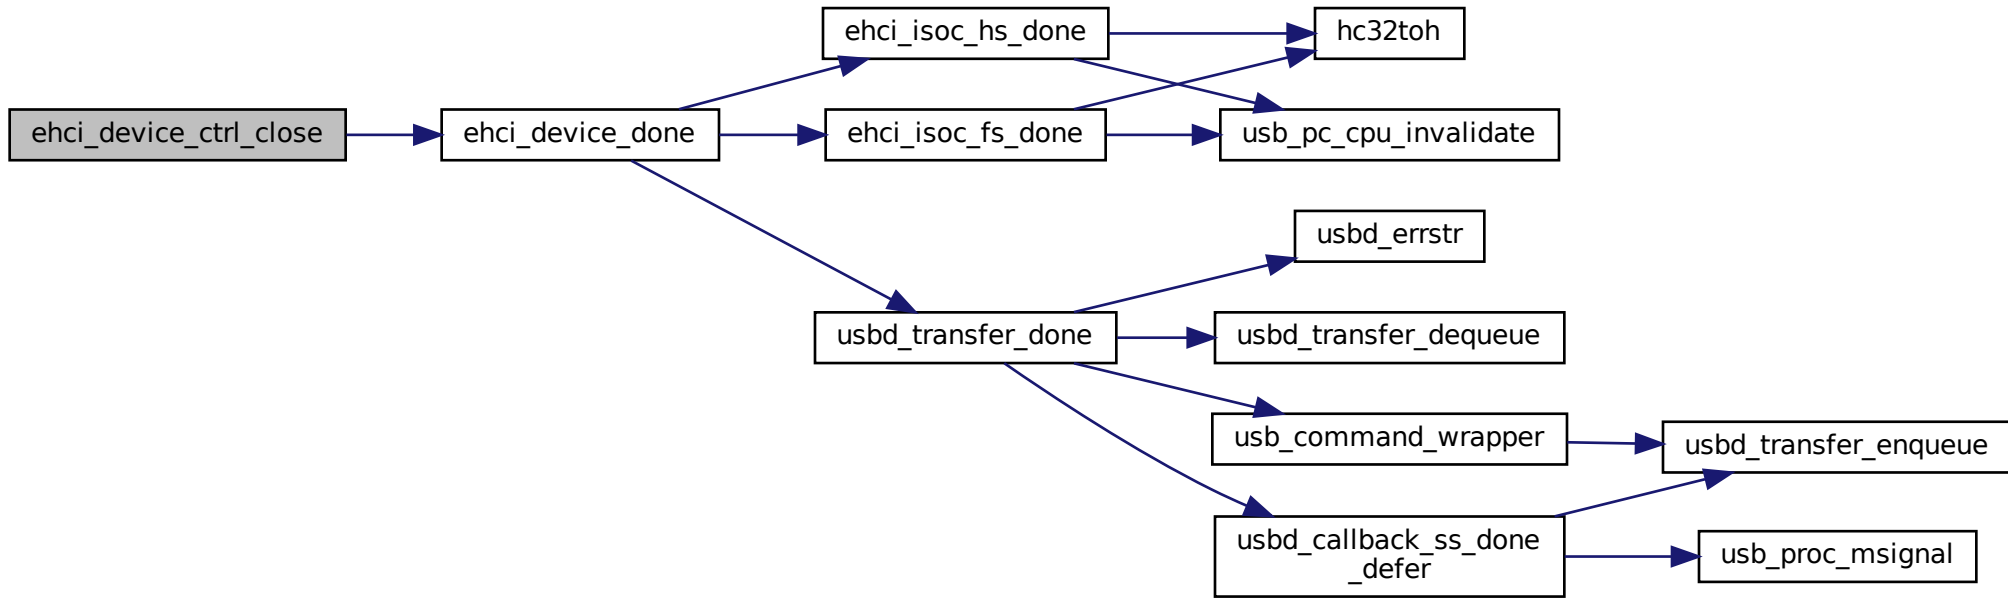 ehci_isoc_hs_done
hc32toh
ehci_device_ctrl_close
ehci_device_done
ehci_isoc_fs_done
usb_pc_cpu_invalidate
usbd_errstr
usbd_transfer_done
usbd_transfer_dequeue
usb_command_wrapper
usbd_transfer_enqueue
usbd_callback_ss_done
_defer
usb_proc_msignal